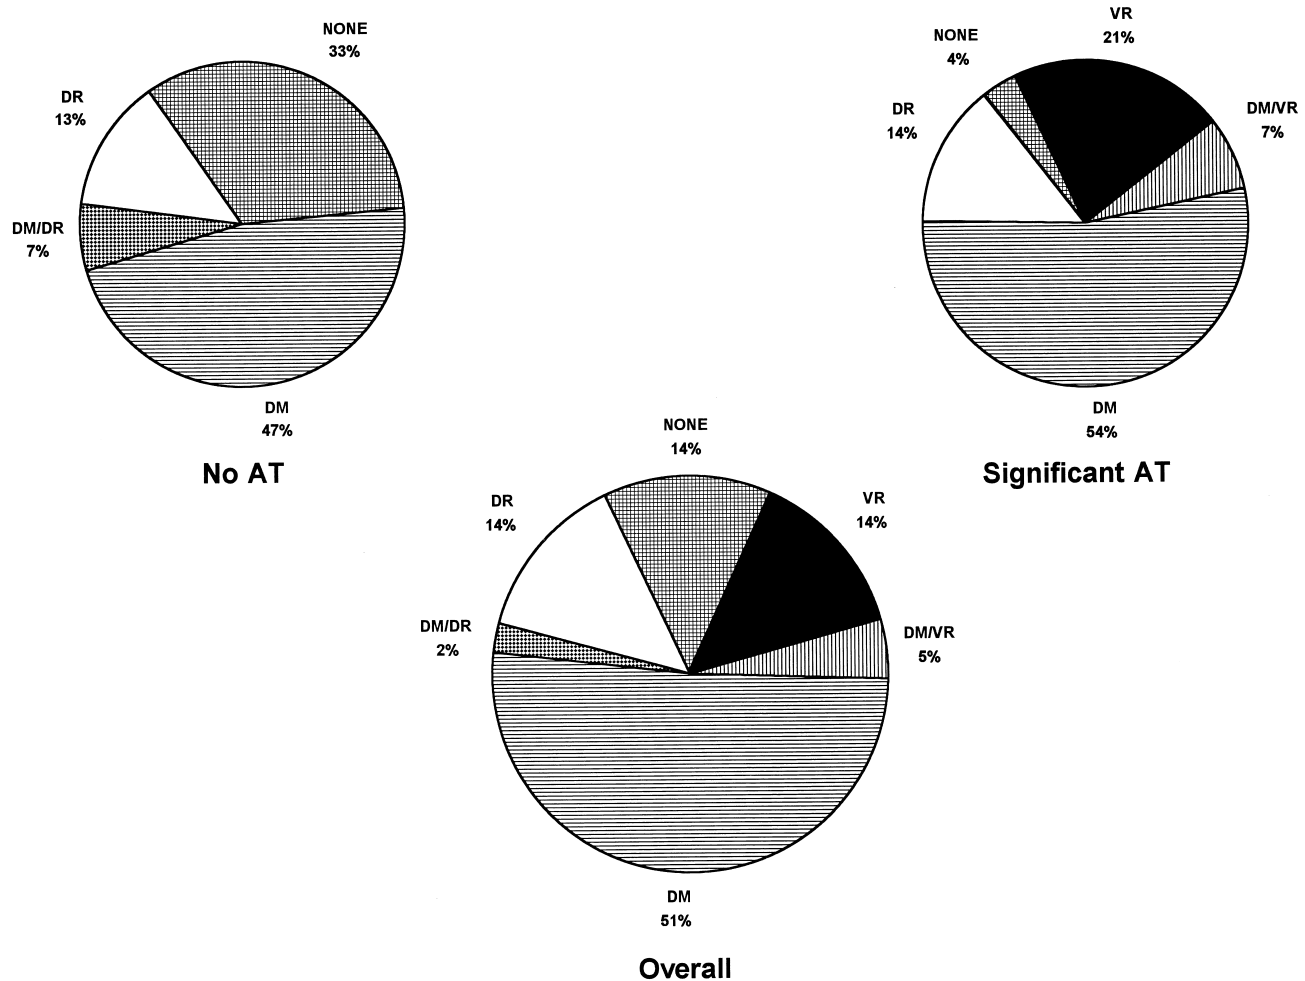 NONE
33%
DR
13%
DM/DR
7%
DM
47%
No AT
VR
21%
NONE
4%
DM/VR
7%
DR
14%
DM
54%
Significant AT
NONE
14%
VR
14%
DR
14%
DM/VR
5%
DM/DR
2%
DM
51%
Overall